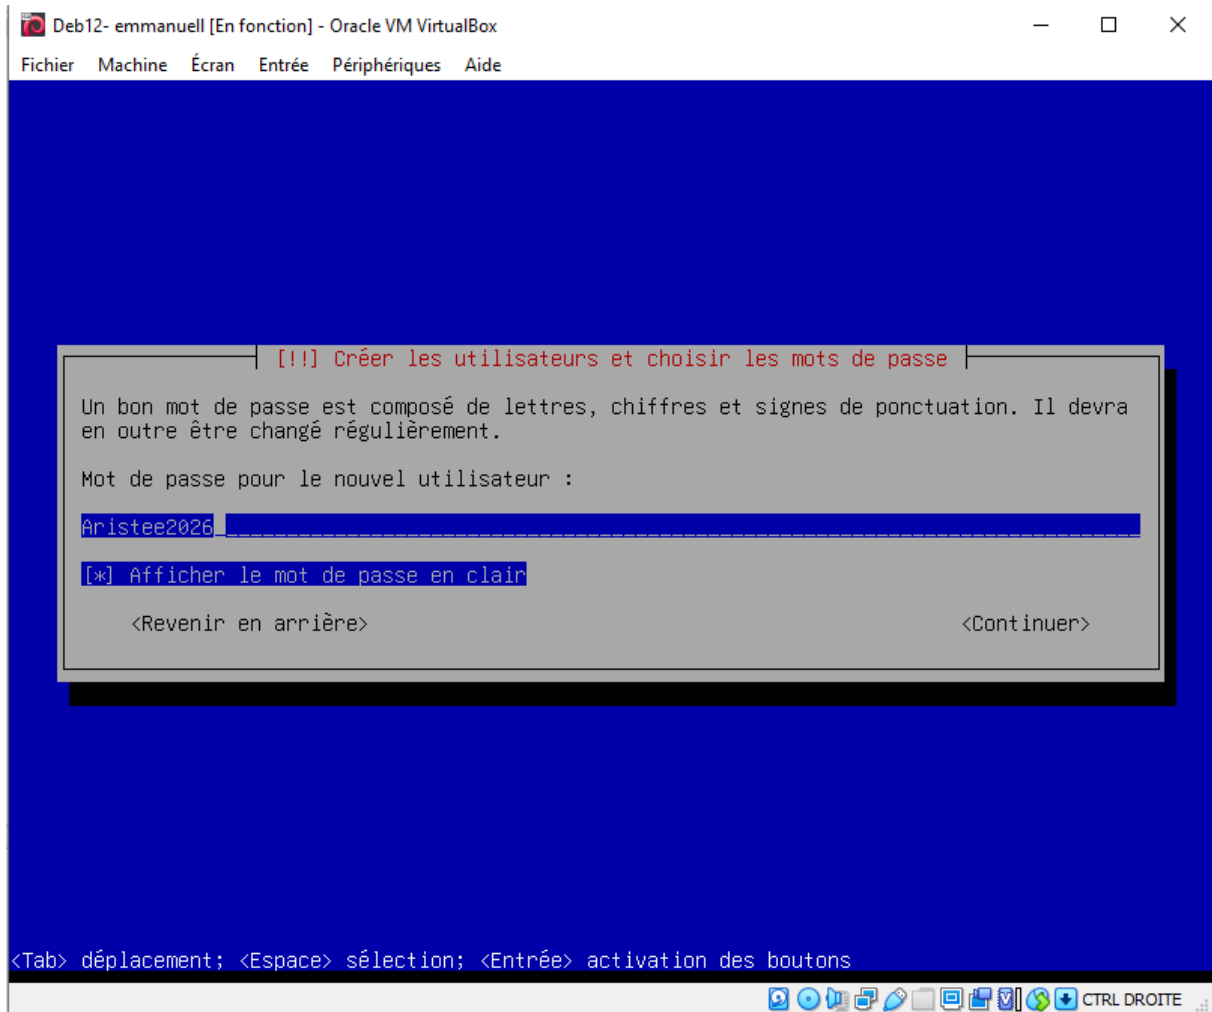 Deb12- emmanuell [En fonction] - Oracle VM VirtualBox
Fichier Machine Écran Entrée Périphériques Aide
[!!] Créer les utilisateurs et choisir les mots de passe
Un bon mot de passe est composé de lettres, chiffres et signes de ponctuation. Il devra
en outre être changé régulièrement.
Mot de passe pour le nouvel utilisateur :
Aristee2026
[*] Afficher le mot de passe en clair
<Revenir en arrière> <Continuer>
<Tab> déplacement; <Espace> sélection; <Entrée> activation des boutons
CTRL DROITE